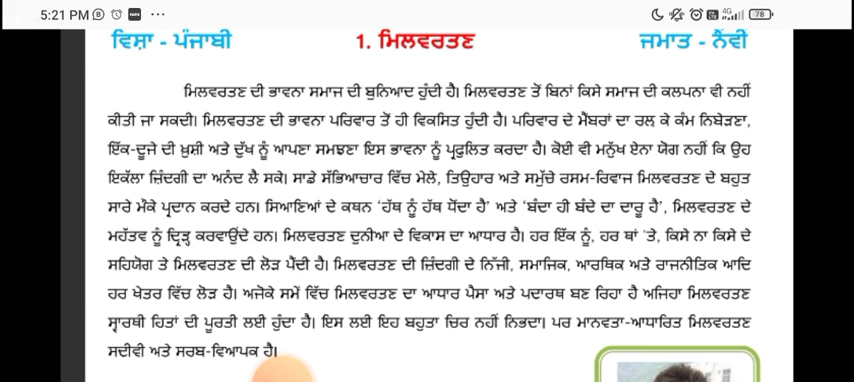 5:21 PM
4G
78
ਵਿਸ਼ਾ - ਪੰਜਾਬੀ 1. ਮਿਲਵਰਤਣ ਜਮਾਤ - ਨੌਂਵੀ
ਮਿਲਵਰਤਣ ਦੀ ਭਾਵਨਾ ਸਮਾਜ ਦੀ ਬੁਨਿਆਦ ਹੁੰਦੀ ਹੈ। ਮਿਲਵਰਤਣ ਤੋਂ ਬਿਨਾਂ ਕਿਸੇ ਸਮਾਜ ਦੀ ਕਲਪਨਾ ਵੀ ਨਹੀਂ
ਕੀਤੀ ਜਾ ਸਕਦੀ। ਮਿਲਵਰਤਣ ਦੀ ਭਾਵਨਾ ਪਰਿਵਾਰ ਤੋਂ ਹੀ ਵਿਕਸਿਤ ਹੁੰਦੀ ਹੈ। ਪਰਿਵਾਰ ਦੇ ਮੈਂਬਰਾਂ ਦਾ ਰਲ਼ ਕੇ ਕੰਮ ਨਿਬੇੜਣਾ,
ਇੱਕ-ਦੂਜੇ ਦੀ ਖ਼ੁਸ਼ੀ ਅਤੇ ਦੁੱਖ ਨੂੰ ਆਪਣਾ ਸਮਝਣਾ ਇਸ ਭਾਵਨਾ ਨੂੰ ਪ੍ਰਫੁਲਿਤ ਕਰਦਾ ਹੈ। ਕੋਈ ਵੀ ਮਨੁੱਖ ਏਨਾ ਯੋਗ ਨਹੀਂ ਕਿ ਉਹ
ਇਕੱਲਾ ਜ਼ਿੰਦਗੀ ਦਾ ਅਨੰਦ ਲੈ ਸਕੇ। ਸਾਡੇ ਸੱਭਿਆਚਾਰ ਵਿੱਚ ਮੇਲੇ, ਤਿਉਹਾਰ ਅਤੇ ਸਮੁੱਚੇ ਰਸਮ-ਰਿਵਾਜ ਮਿਲਵਰਤਣ ਦੇ ਬਹੁਤ
ਸਾਰੇ ਮੌਕੇ ਪ੍ਰਦਾਨ ਕਰਦੇ ਹਨ। ਸਿਆਣਿਆਂ ਦੇ ਕਥਨ ‘ਹੱਥ ਨੂੰ ਹੱਥ ਧੋਂਦਾ ਹੈ’ ਅਤੇ ‘ਬੰਦਾ ਹੀ ਬੰਦੇ ਦਾ ਦਾਰੂ ਹੈ’, ਮਿਲਵਰਤਣ ਦੇ
ਮਹੱਤਵ ਨੂੰ ਦ੍ਰਿੜ੍ਹ ਕਰਵਾਉਂਦੇ ਹਨ। ਮਿਲਵਰਤਣ ਦੁਨੀਆ ਦੇ ਵਿਕਾਸ ਦਾ ਆਧਾਰ ਹੈ। ਹਰ ਇੱਕ ਨੂੰ, ਹਰ ਥਾਂ ’ਤੇ, ਕਿਸੇ ਨਾ ਕਿਸੇ ਦੇ
ਸਹਿਯੋਗ ਤੇ ਮਿਲਵਰਤਣ ਦੀ ਲੋੜ ਪੈਂਦੀ ਹੈ। ਮਿਲਵਰਤਣ ਦੀ ਜ਼ਿੰਦਗੀ ਦੇ ਨਿੱਜੀ, ਸਮਾਜਿਕ, ਆਰਥਿਕ ਅਤੇ ਰਾਜਨੀਤਿਕ ਆਦਿ
ਹਰ ਖੇਤਰ ਵਿੱਚ ਲੋੜ ਹੈ। ਅਜੋਕੇ ਸਮੇਂ ਵਿੱਚ ਮਿਲਵਰਤਣ ਦਾ ਆਧਾਰ ਪੈਸਾ ਅਤੇ ਪਦਾਰਥ ਬਣ ਰਿਹਾ ਹੈ ਅਜਿਹਾ ਮਿਲਵਰਤਣ
ਸ੍ਵਾਰਥੀ ਹਿਤਾਂ ਦੀ ਪੂਰਤੀ ਲਈ ਹੁੰਦਾ ਹੈ। ਇਸ ਲਈ ਇਹ ਬਹੁਤਾ ਚਿਰ ਨਹੀਂ ਨਿਭਦਾ। ਪਰ ਮਾਨਵਤਾ-ਆਧਾਰਿਤ ਮਿਲਵਰਤਣ
ਸਦੀਵੀ ਅਤੇ ਸਰਬ-ਵਿਆਪਕ ਹੈ।